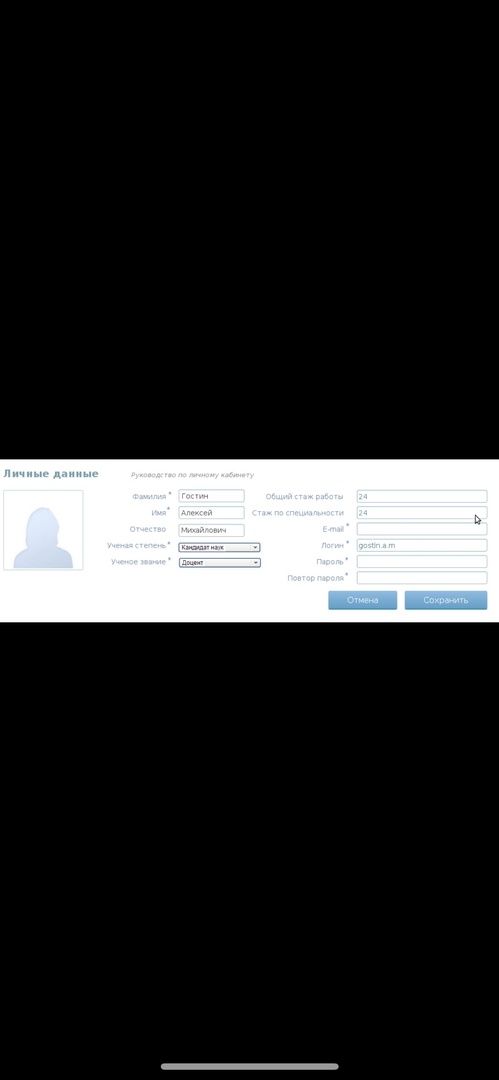 Личные данные
Руководство по личному кабинету
Фамилия * Гостин
Общий стаж работы 24
Имя * Алексей
Стаж по специальности 24
Отчество Михайлович
E-mail *
Ученая степень * Кандидат наук
Логин * gostin.a.m
Ученое звание * Доцент
Пароль *
Повтор пароля *
Отмена
Сохранить